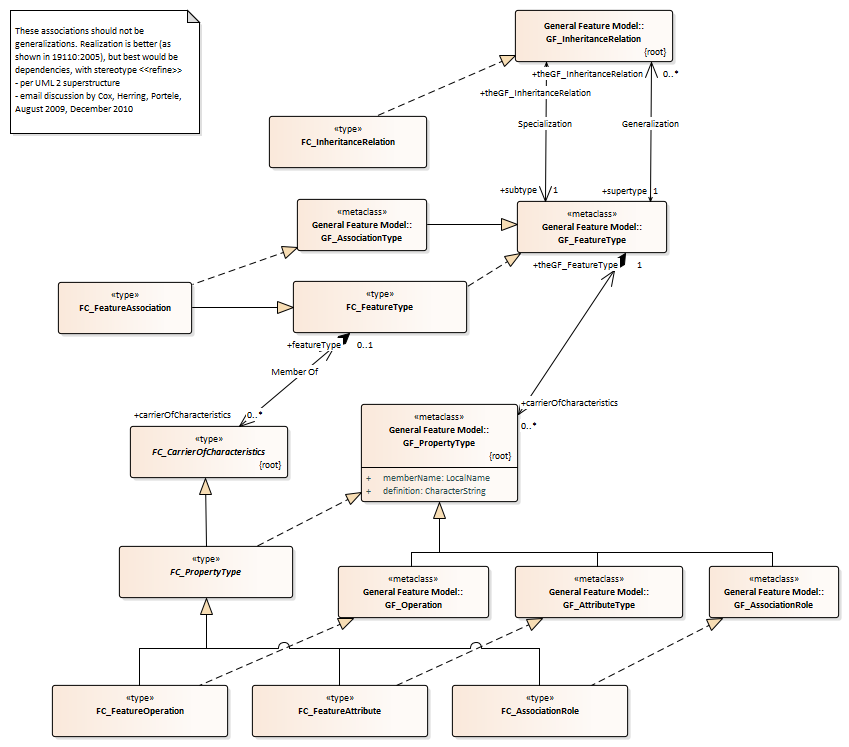 These associations should not be
generalizations. Realization is better (as
shown in 19110:2005), but best would be
dependencies, with stereotype <<refine>>
- per UML 2 superstructure
- email discussion by Cox, Herring, Portele,
August 2009, December 2010
General Feature Model::
GF_InheritanceRelation
{root}
+theGF_InheritanceRelation
0..*
+theGF_InheritanceRelation
Specialization
Generalization
«type»
FC_InheritanceRelation
+subtype
1
+supertype
1
«metaclass»
General Feature Model::
GF_AssociationType
«metaclass»
General Feature Model::
GF_FeatureType
+theGF_FeatureType
1
«type»
FC_FeatureAssociation
«type»
FC_FeatureType
+featureType
0..1
Member Of
+carrierOfCharacteristics
0..*
+carrierOfCharacteristics
0..*
«type»
FC_CarrierOfCharacteristics
{root}
«metaclass»
General Feature Model::
GF_PropertyType
{root}
+ memberName: LocalName
+ definition: CharacterString
«type»
FC_PropertyType
«metaclass»
General Feature Model::
GF_Operation
«metaclass»
General Feature Model::
GF_AttributeType
«metaclass»
General Feature Model::
GF_AssociationRole
«type»
FC_FeatureOperation
«type»
FC_FeatureAttribute
«type»
FC_AssociationRole